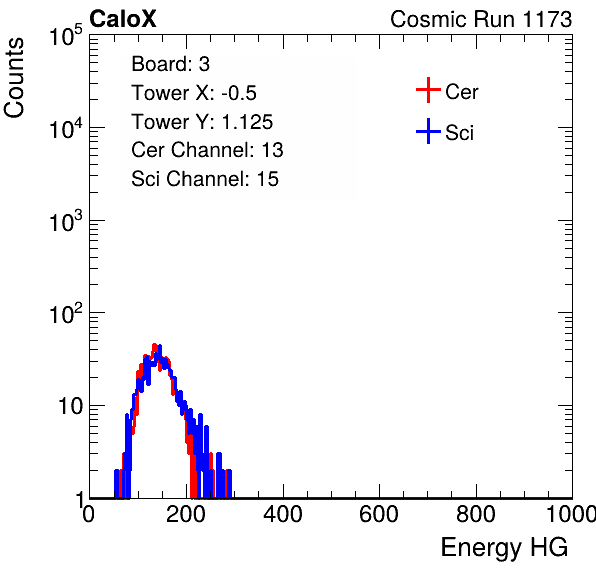 CaloX Cosmic Run 1173
Counts
10^5
10^4
10^3
10^2
10
1
Board: 3
Tower X: -0.5
Tower Y: 1.125
Cer Channel: 13
Sci Channel: 15
Cer
Sci
0 200 400 600 800 1000
Energy HG